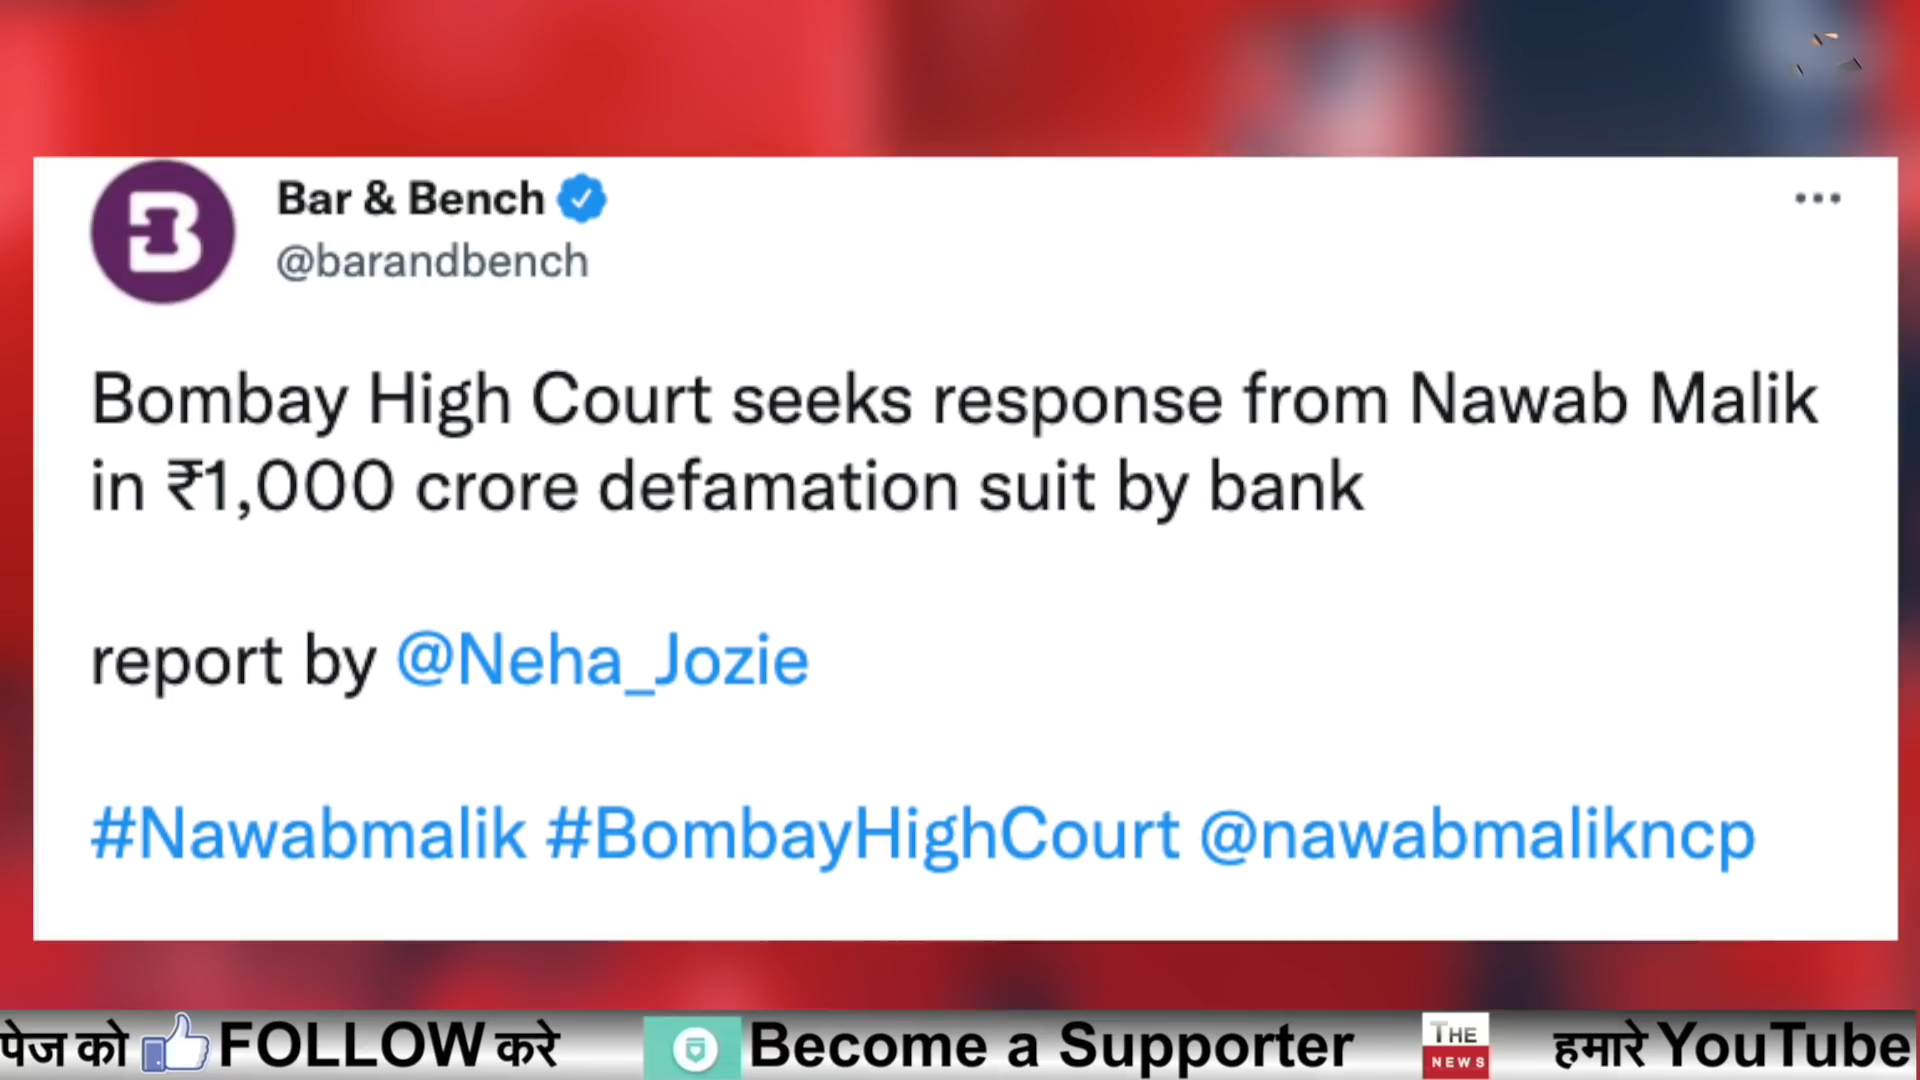 Bar & Bench
@barandbench
Bombay High Court seeks response from Nawab Malik
in ₹1,000 crore defamation suit by bank
report by @Neha_Jozie
#Nawabmalik #BombayHighCourt @nawabmalikncp
पेज को FOLLOW करे Become a Supporter THE NEWS हमारे YouTube